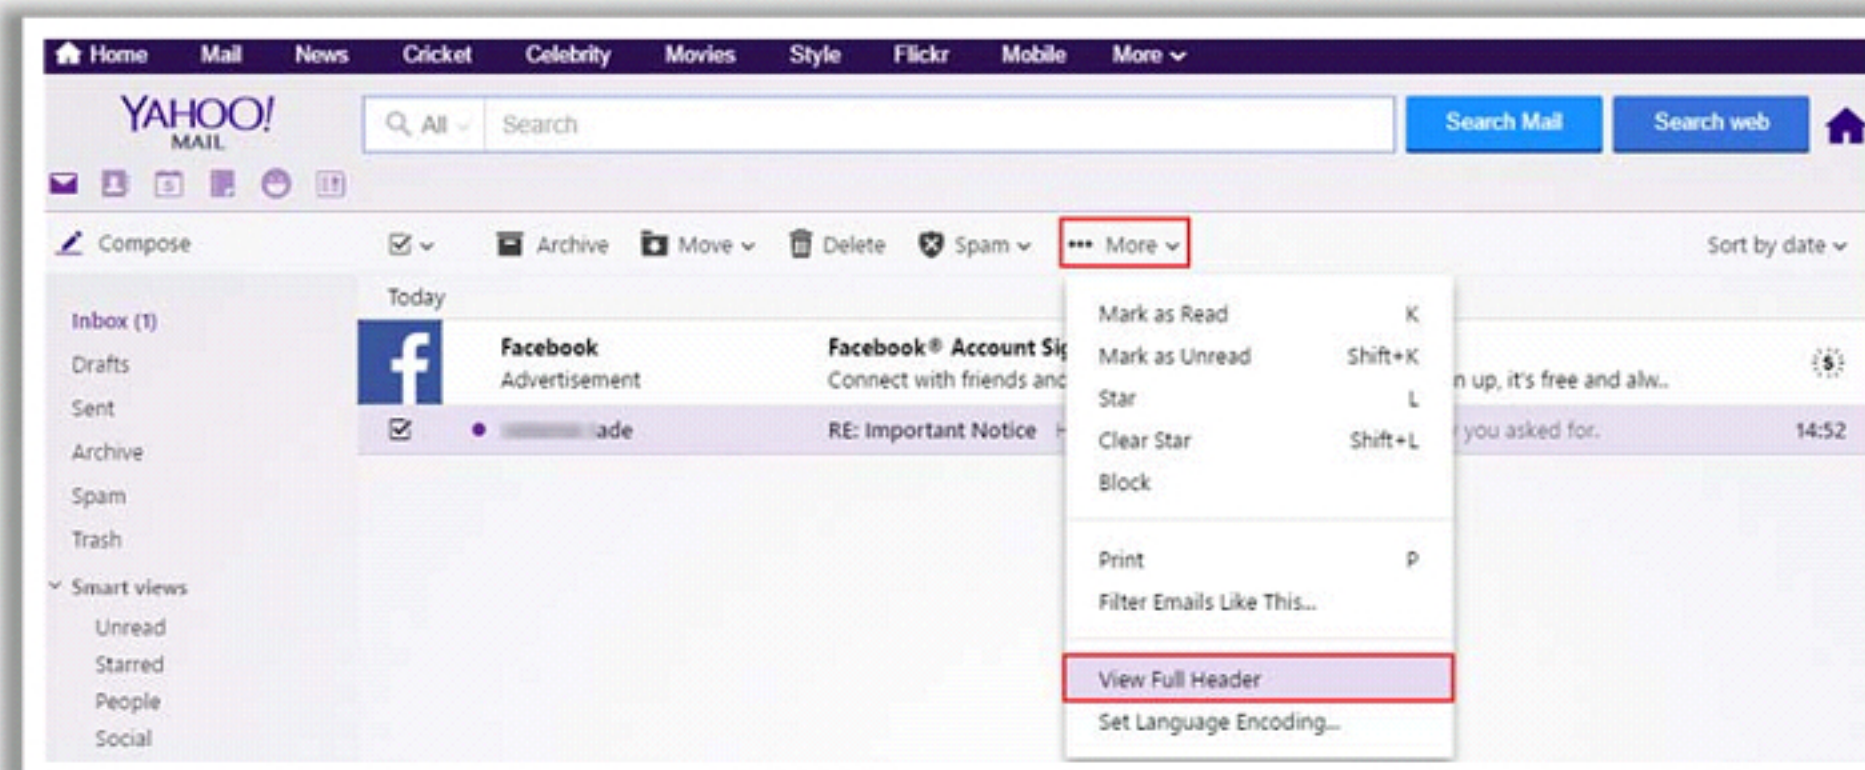 Home Mail News Cricket Celebrity Movies Style Flickr Mobile More
YAHOO!
MAIL
All Search Search Mail Search web
Compose Archive Move Delete Spam ••• More Sort by date
Today
Inbox (1)
Drafts
Sent
Archive
Spam
Trash
Smart views
Unread
Starred
People
Social
Facebook Facebook® Account
Advertisement Connect with friends and up, it's free and alw..
RE: Important Notice you asked for. 14:52
Mark as Read K
Mark as Unread Shift+K
Star L
Clear Star Shift+L
Block
Print P
Filter Emails Like This...
View Full Header
Set Language Encoding...